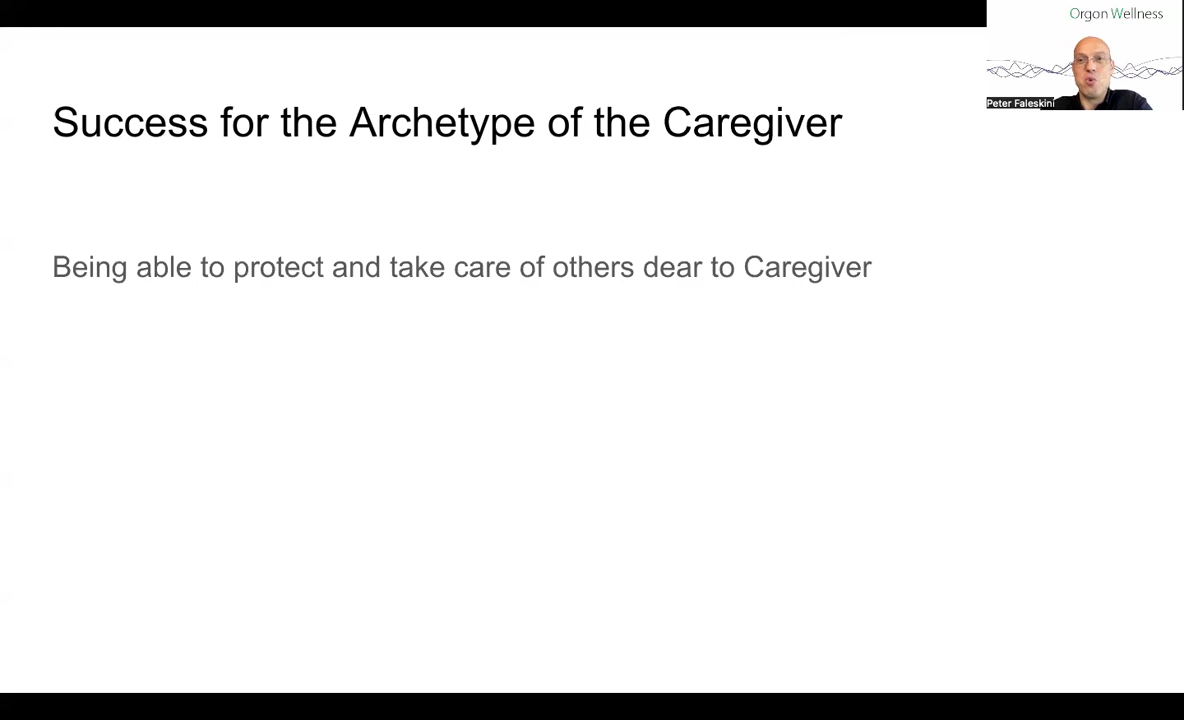 Orgon Wellness
Peter Faleskini
Success for the Archetype of the Caregiver
Being able to protect and take care of others dear to Caregiver